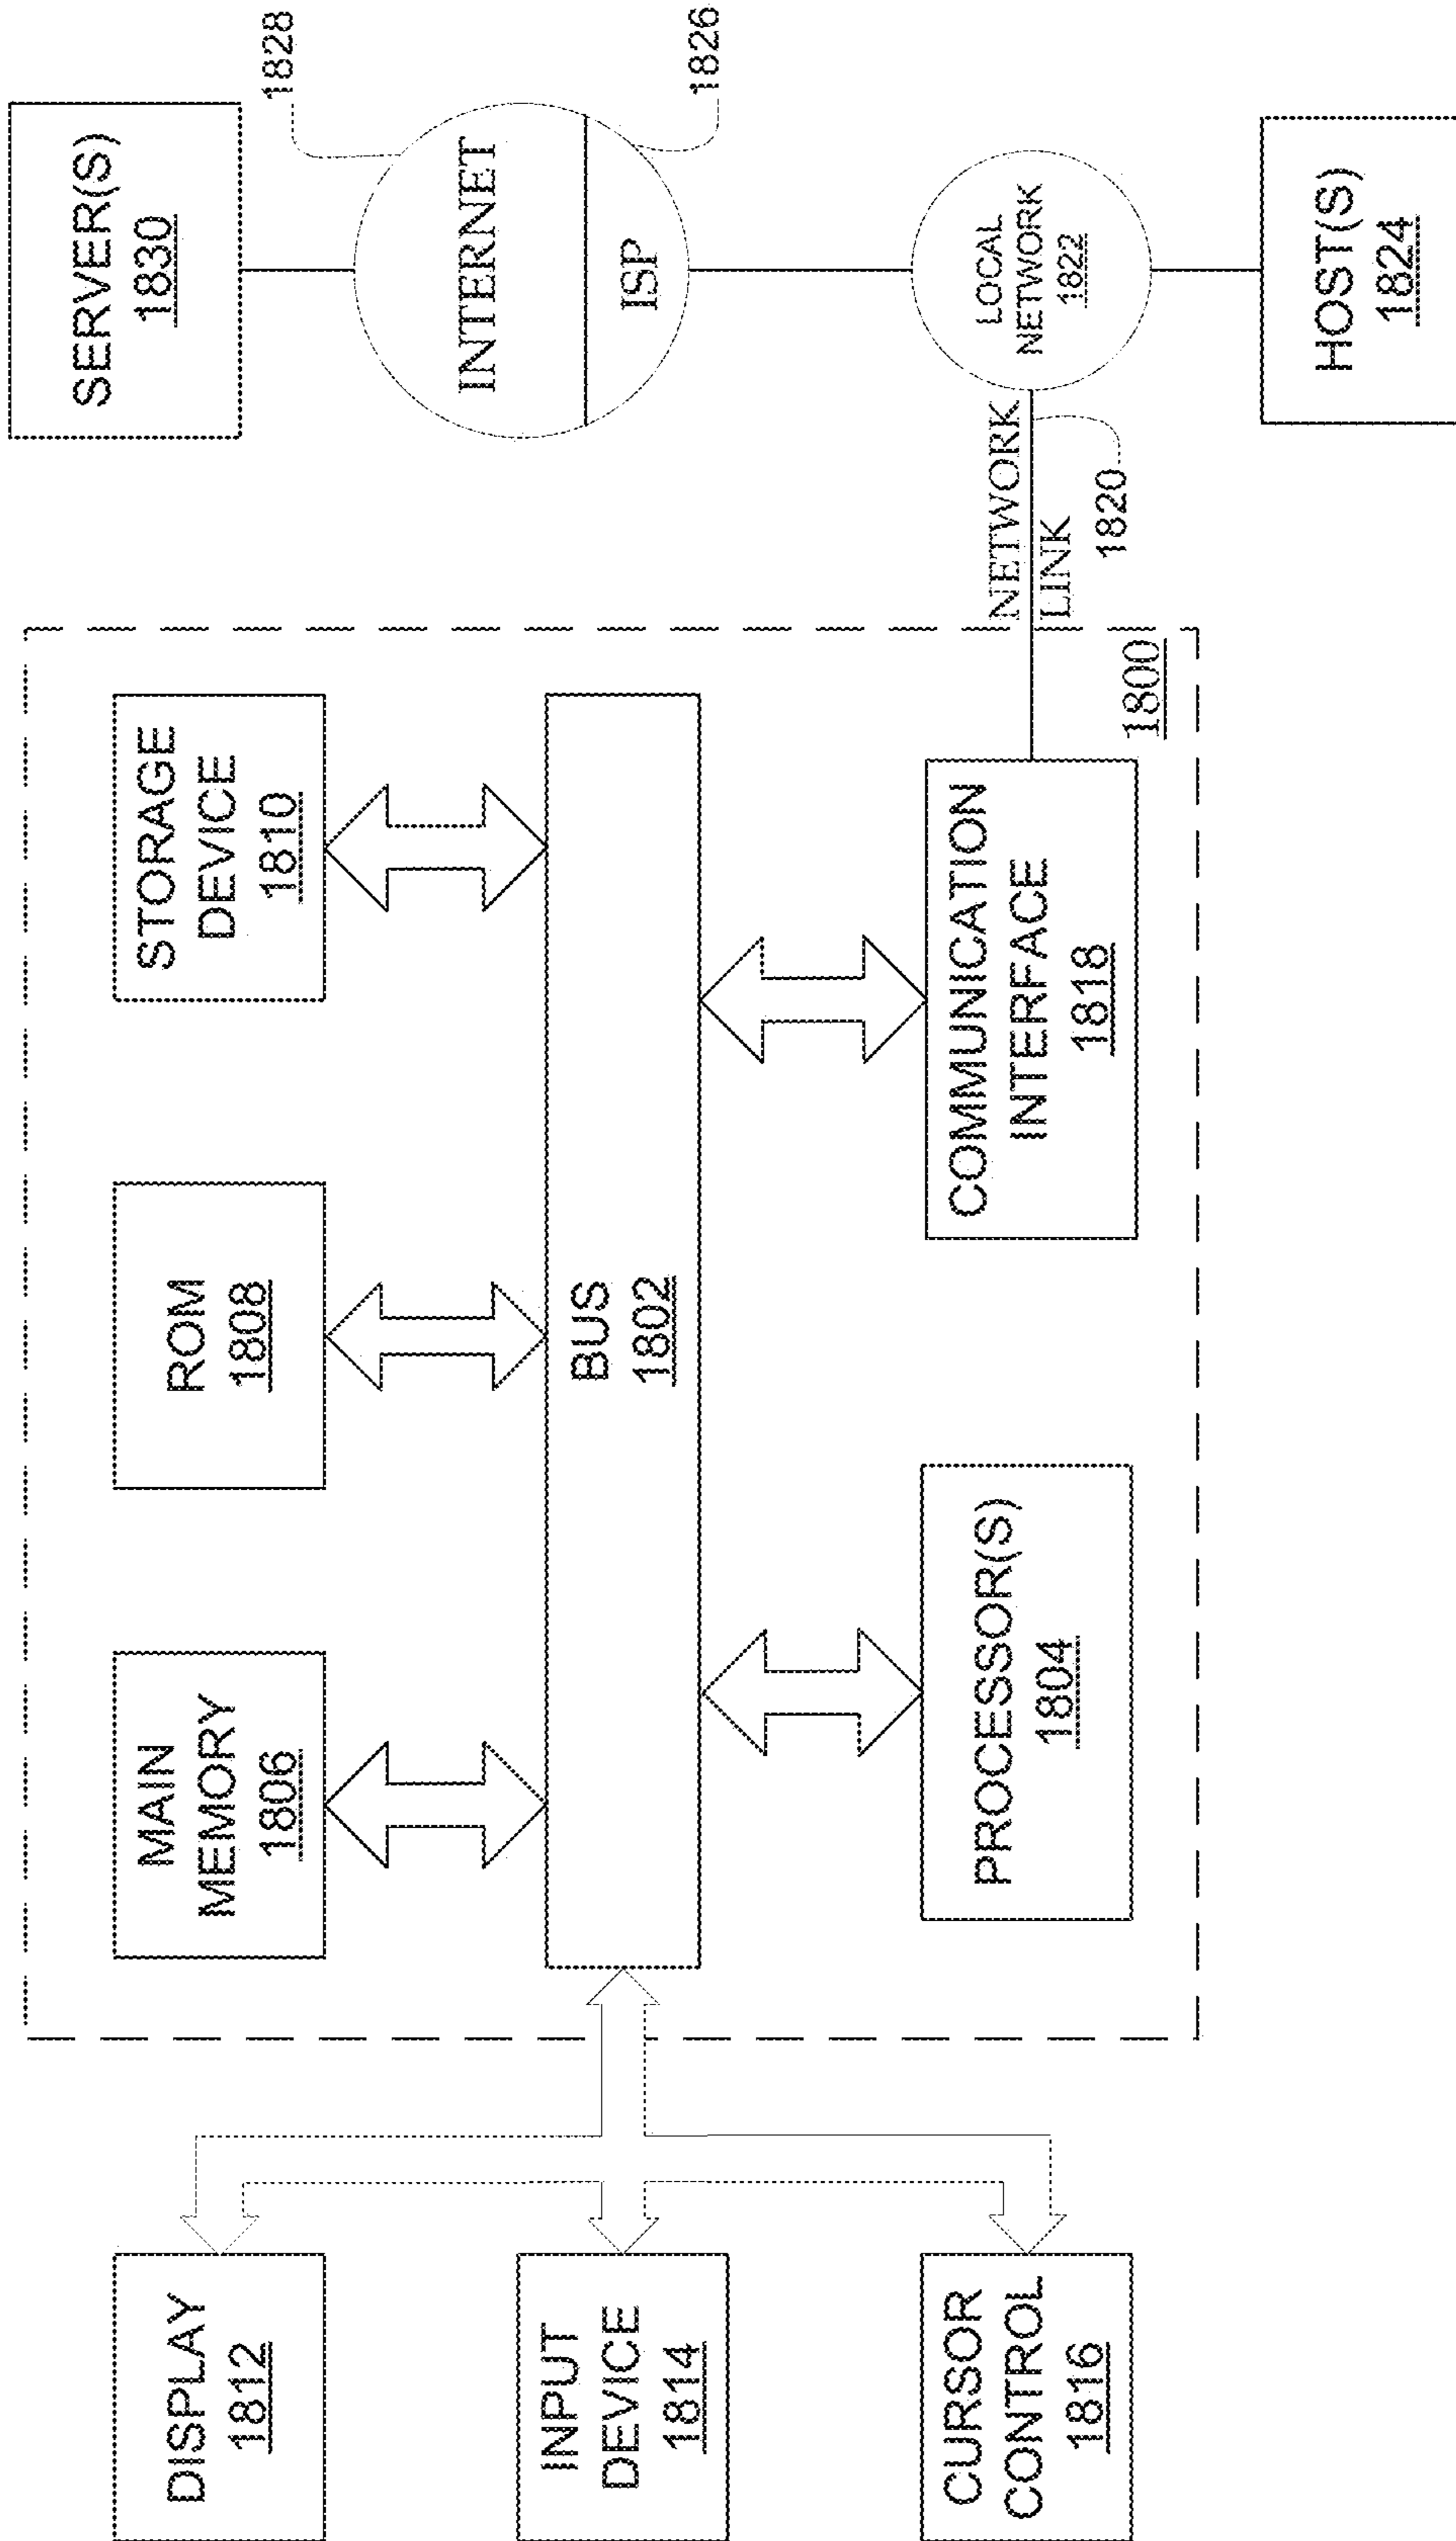 DISPLAY
1812
INPUT
DEVICE
1814
CURSOR
CONTROL
1816
MAIN
MEMORY
1806
ROM
1808
STORAGE
DEVICE
1810
BUS
1802
PROCESSOR(S)
1804
COMMUNICATION
INTERFACE
1818
1800
NETWORK
LINK
1820
SERVER(S)
1830
1828
INTERNET
ISP
1826
LOCAL
NETWORK
1822
HOST(S)
1824